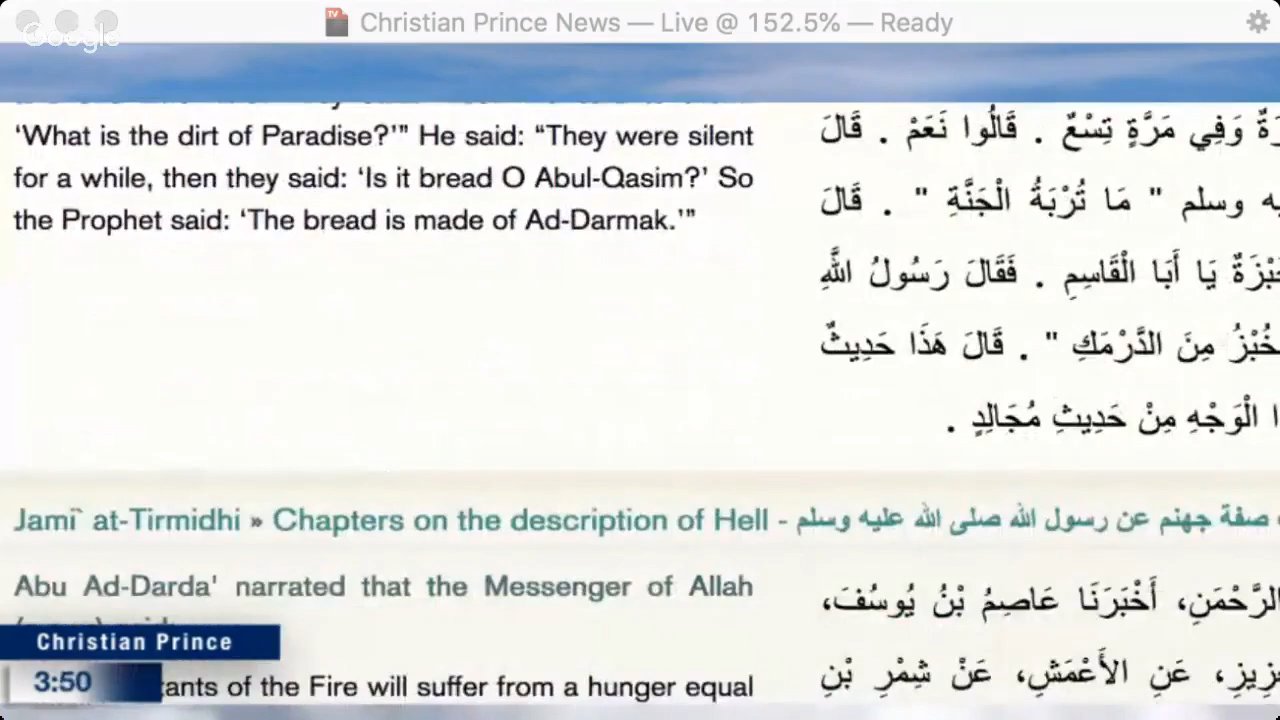 Google
Christian Prince News — Live @ 152.5% — Ready
'What is the dirt of Paradise?'" He said: "They were silent
for a while, then they said: 'Is it bread O Abul-Qasim?' So
the Prophet said: 'The bread is made of Ad-Darmak.'"
وَفِي مَرَّةٍ تِسْعٌ . قَالُوا نَعَمْ . قَالَ
وسلم " مَا تُرْبَةُ الْجَنَّةِ " . قَالَ
يَا أَبَا الْقَاسِمِ . فَقَالَ رَسُولُ اللَّهِ
مِنَ الدَّرْمَكِ " . قَالَ هَذَا حَدِيثٌ
الْوَجْهِ مِنْ حَدِيثِ مُجَالِدٍ .
Jami` at-Tirmidhi » Chapters on the description of Hell - صفة جهنم عن رسول الله صلى الله عليه وسلم
Abu Ad-Darda' narrated that the Messenger of Allah
أَخْبَرَنَا عَاصِمُ بْنُ يُوسُفَ،
Christian Prince
3:50
of the Fire will suffer from a hunger equal
عَنِ الأَعْمَشِ، عَنْ شِمْرِ بْنِ